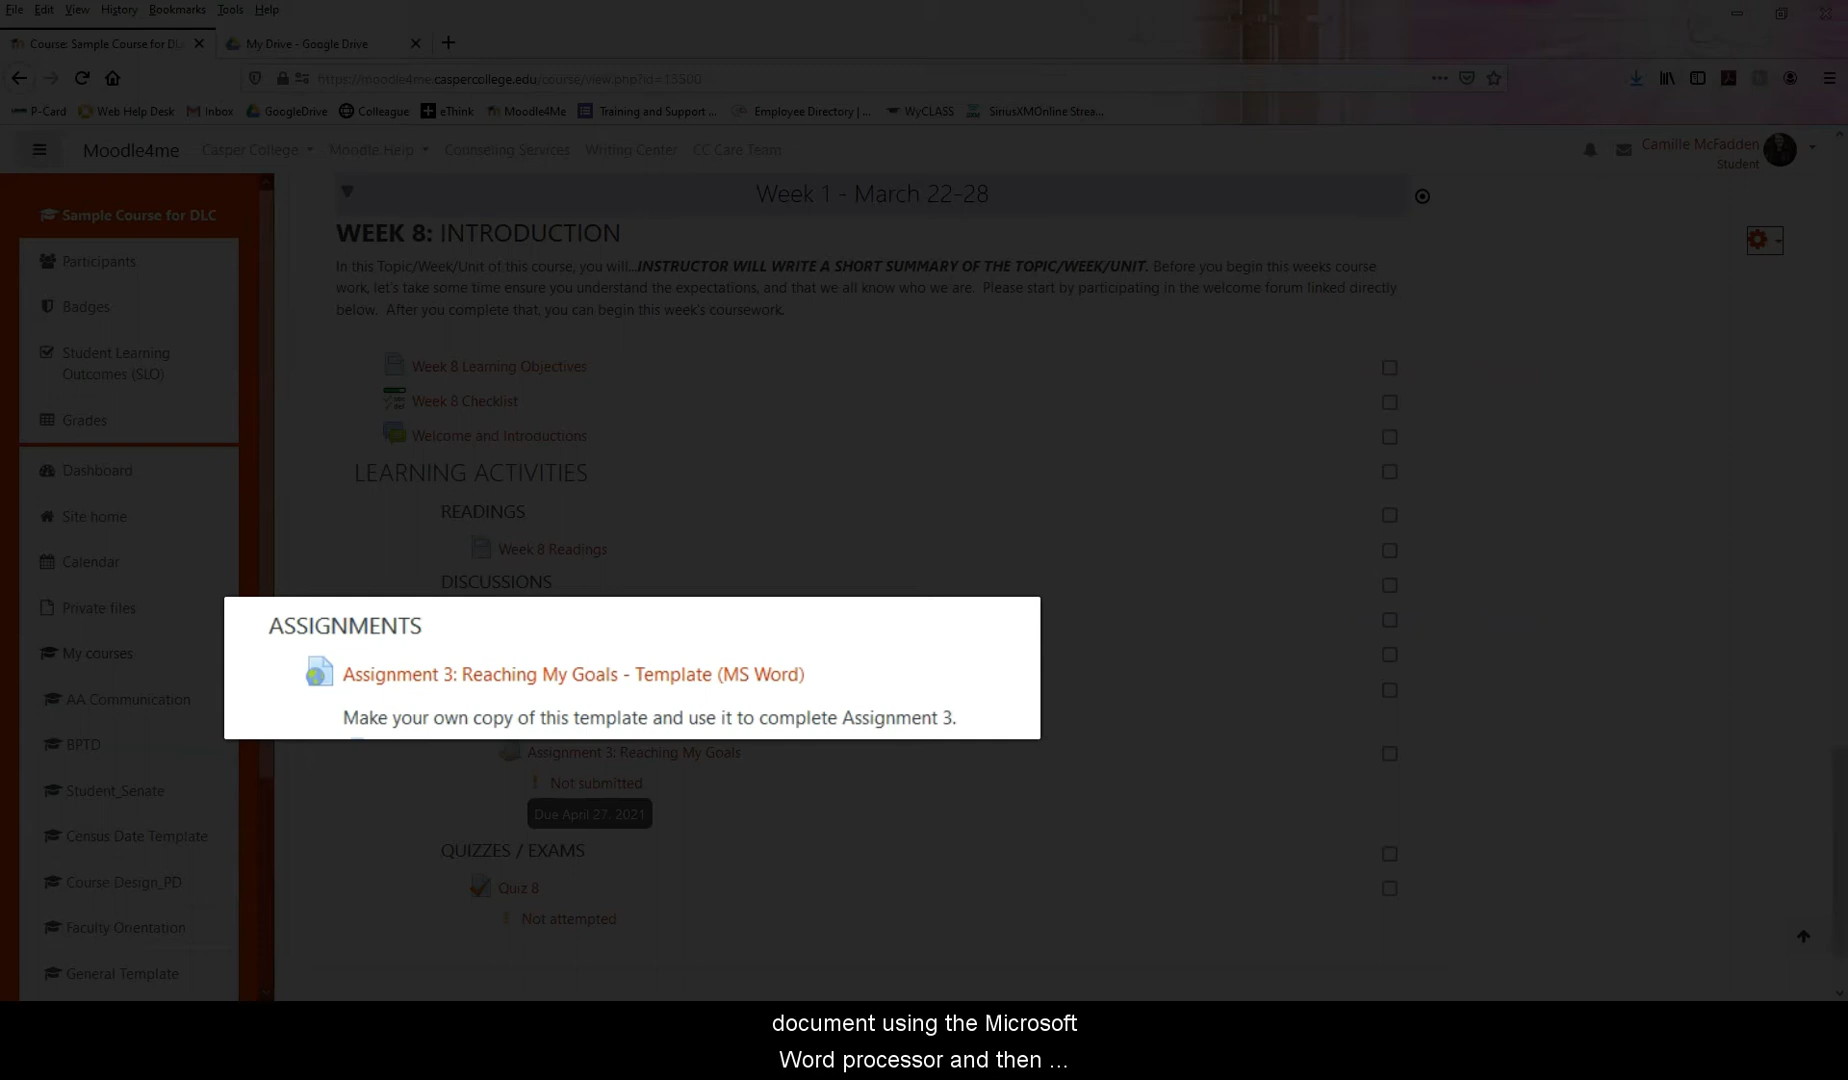 File Edit View History Bookmarks Tools Help
Course: Sample Course for DL
My Drive - Google Drive
https://moodle4me.caspercollege.edu/course/view.php?id=13500
P-Card Web Help Desk Inbox GoogleDrive Colleague eThink Moodle4Me Training and Support ... Employee Directory | ... WyCLASS SiriusXMOnline Strea...
Moodle4me Casper College Moodle Help Counseling Services Writing Center CC Care Team
Camille McFadden
Student
Sample Course for DLC
Participants
Badges
Student Learning
Outcomes (SLO)
Grades
Dashboard
Site home
Calendar
Private files
My courses
AA Communication
BPTD
Student_Senate
Census Date Template
Course Design_PD
Faculty Orientation
General Template
Week 1 - March 22-28
WEEK 8: INTRODUCTION
In this Topic/Week/Unit of this course, you will...INSTRUCTOR WILL WRITE A SHORT SUMMARY OF THE TOPIC/WEEK/UNIT. Before you begin this weeks course
work, let's take some time ensure you understand the expectations, and that we all know who we are. Please start by participating in the welcome forum linked directly
below. After you complete that, you can begin this week's coursework.
Week 8 Learning Objectives
Week 8 Checklist
Welcome and Introductions
LEARNING ACTIVITIES
READINGS
Week 8 Readings
DISCUSSIONS
ASSIGNMENTS
Assignment 3: Reaching My Goals - Template (MS Word)
Make your own copy of this template and use it to complete Assignment 3.
Assignment 3: Reaching My Goals
Not submitted
Due April 27, 2021
QUIZZES / EXAMS
Quiz 8
Not attempted
document using the Microsoft
Word processor and then ...